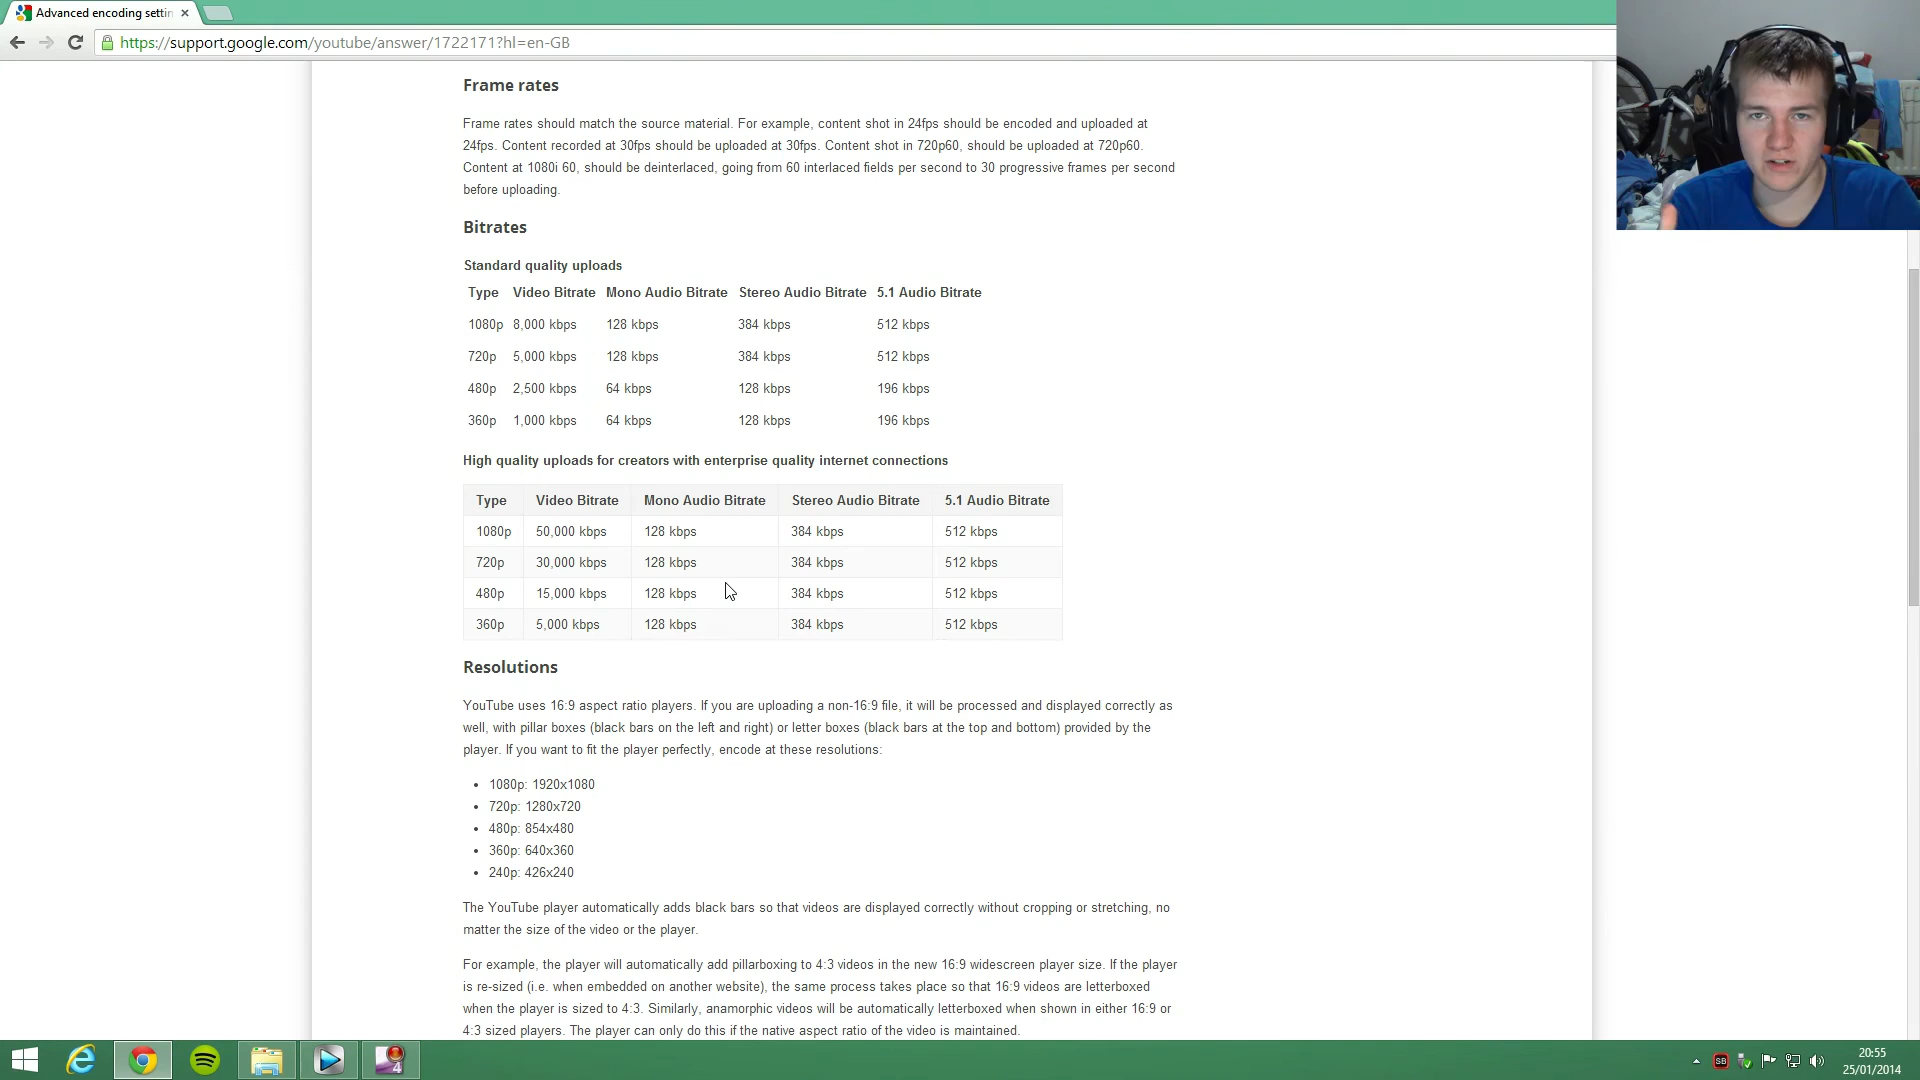 Advanced encoding settin
https://support.google.com/youtube/answer/1722171?hl=en-GB
Frame rates
Frame rates should match the source material. For example, content shot in 24fps should be encoded and uploaded at
24fps. Content recorded at 30fps should be uploaded at 30fps. Content shot in 720p60, should be uploaded at 720p60.
Content at 1080i 60, should be deinterlaced, going from 60 interlaced fields per second to 30 progressive frames per second
before uploading.
Bitrates
Standard quality uploads
Type Video Bitrate Mono Audio Bitrate Stereo Audio Bitrate 5.1 Audio Bitrate
1080p 8,000 kbps 128 kbps 384 kbps 512 kbps
720p 5,000 kbps 128 kbps 384 kbps 512 kbps
480p 2,500 kbps 64 kbps 128 kbps 196 kbps
360p 1,000 kbps 64 kbps 128 kbps 196 kbps
High quality uploads for creators with enterprise quality internet connections
Type Video Bitrate Mono Audio Bitrate Stereo Audio Bitrate 5.1 Audio Bitrate
1080p 50,000 kbps 128 kbps 384 kbps 512 kbps
720p 30,000 kbps 128 kbps 384 kbps 512 kbps
480p 15,000 kbps 128 kbps 384 kbps 512 kbps
360p 5,000 kbps 128 kbps 384 kbps 512 kbps
Resolutions
YouTube uses 16:9 aspect ratio players. If you are uploading a non-16:9 file, it will be processed and displayed correctly as
well, with pillar boxes (black bars on the left and right) or letter boxes (black bars at the top and bottom) provided by the
player. If you want to fit the player perfectly, encode at these resolutions:
• 1080p: 1920x1080
• 720p: 1280x720
• 480p: 854x480
• 360p: 640x360
• 240p: 426x240
The YouTube player automatically adds black bars so that videos are displayed correctly without cropping or stretching, no
matter the size of the video or the player.
For example, the player will automatically add pillarboxing to 4:3 videos in the new 16:9 widescreen player size. If the player
is re-sized (i.e. when embedded on another website), the same process takes place so that 16:9 videos are letterboxed
when the player is sized to 4:3. Similarly, anamorphic videos will be automatically letterboxed when shown in either 16:9 or
4:3 sized players. The player can only do this if the native aspect ratio of the video is maintained.
4
SB
20:55
25/01/2014